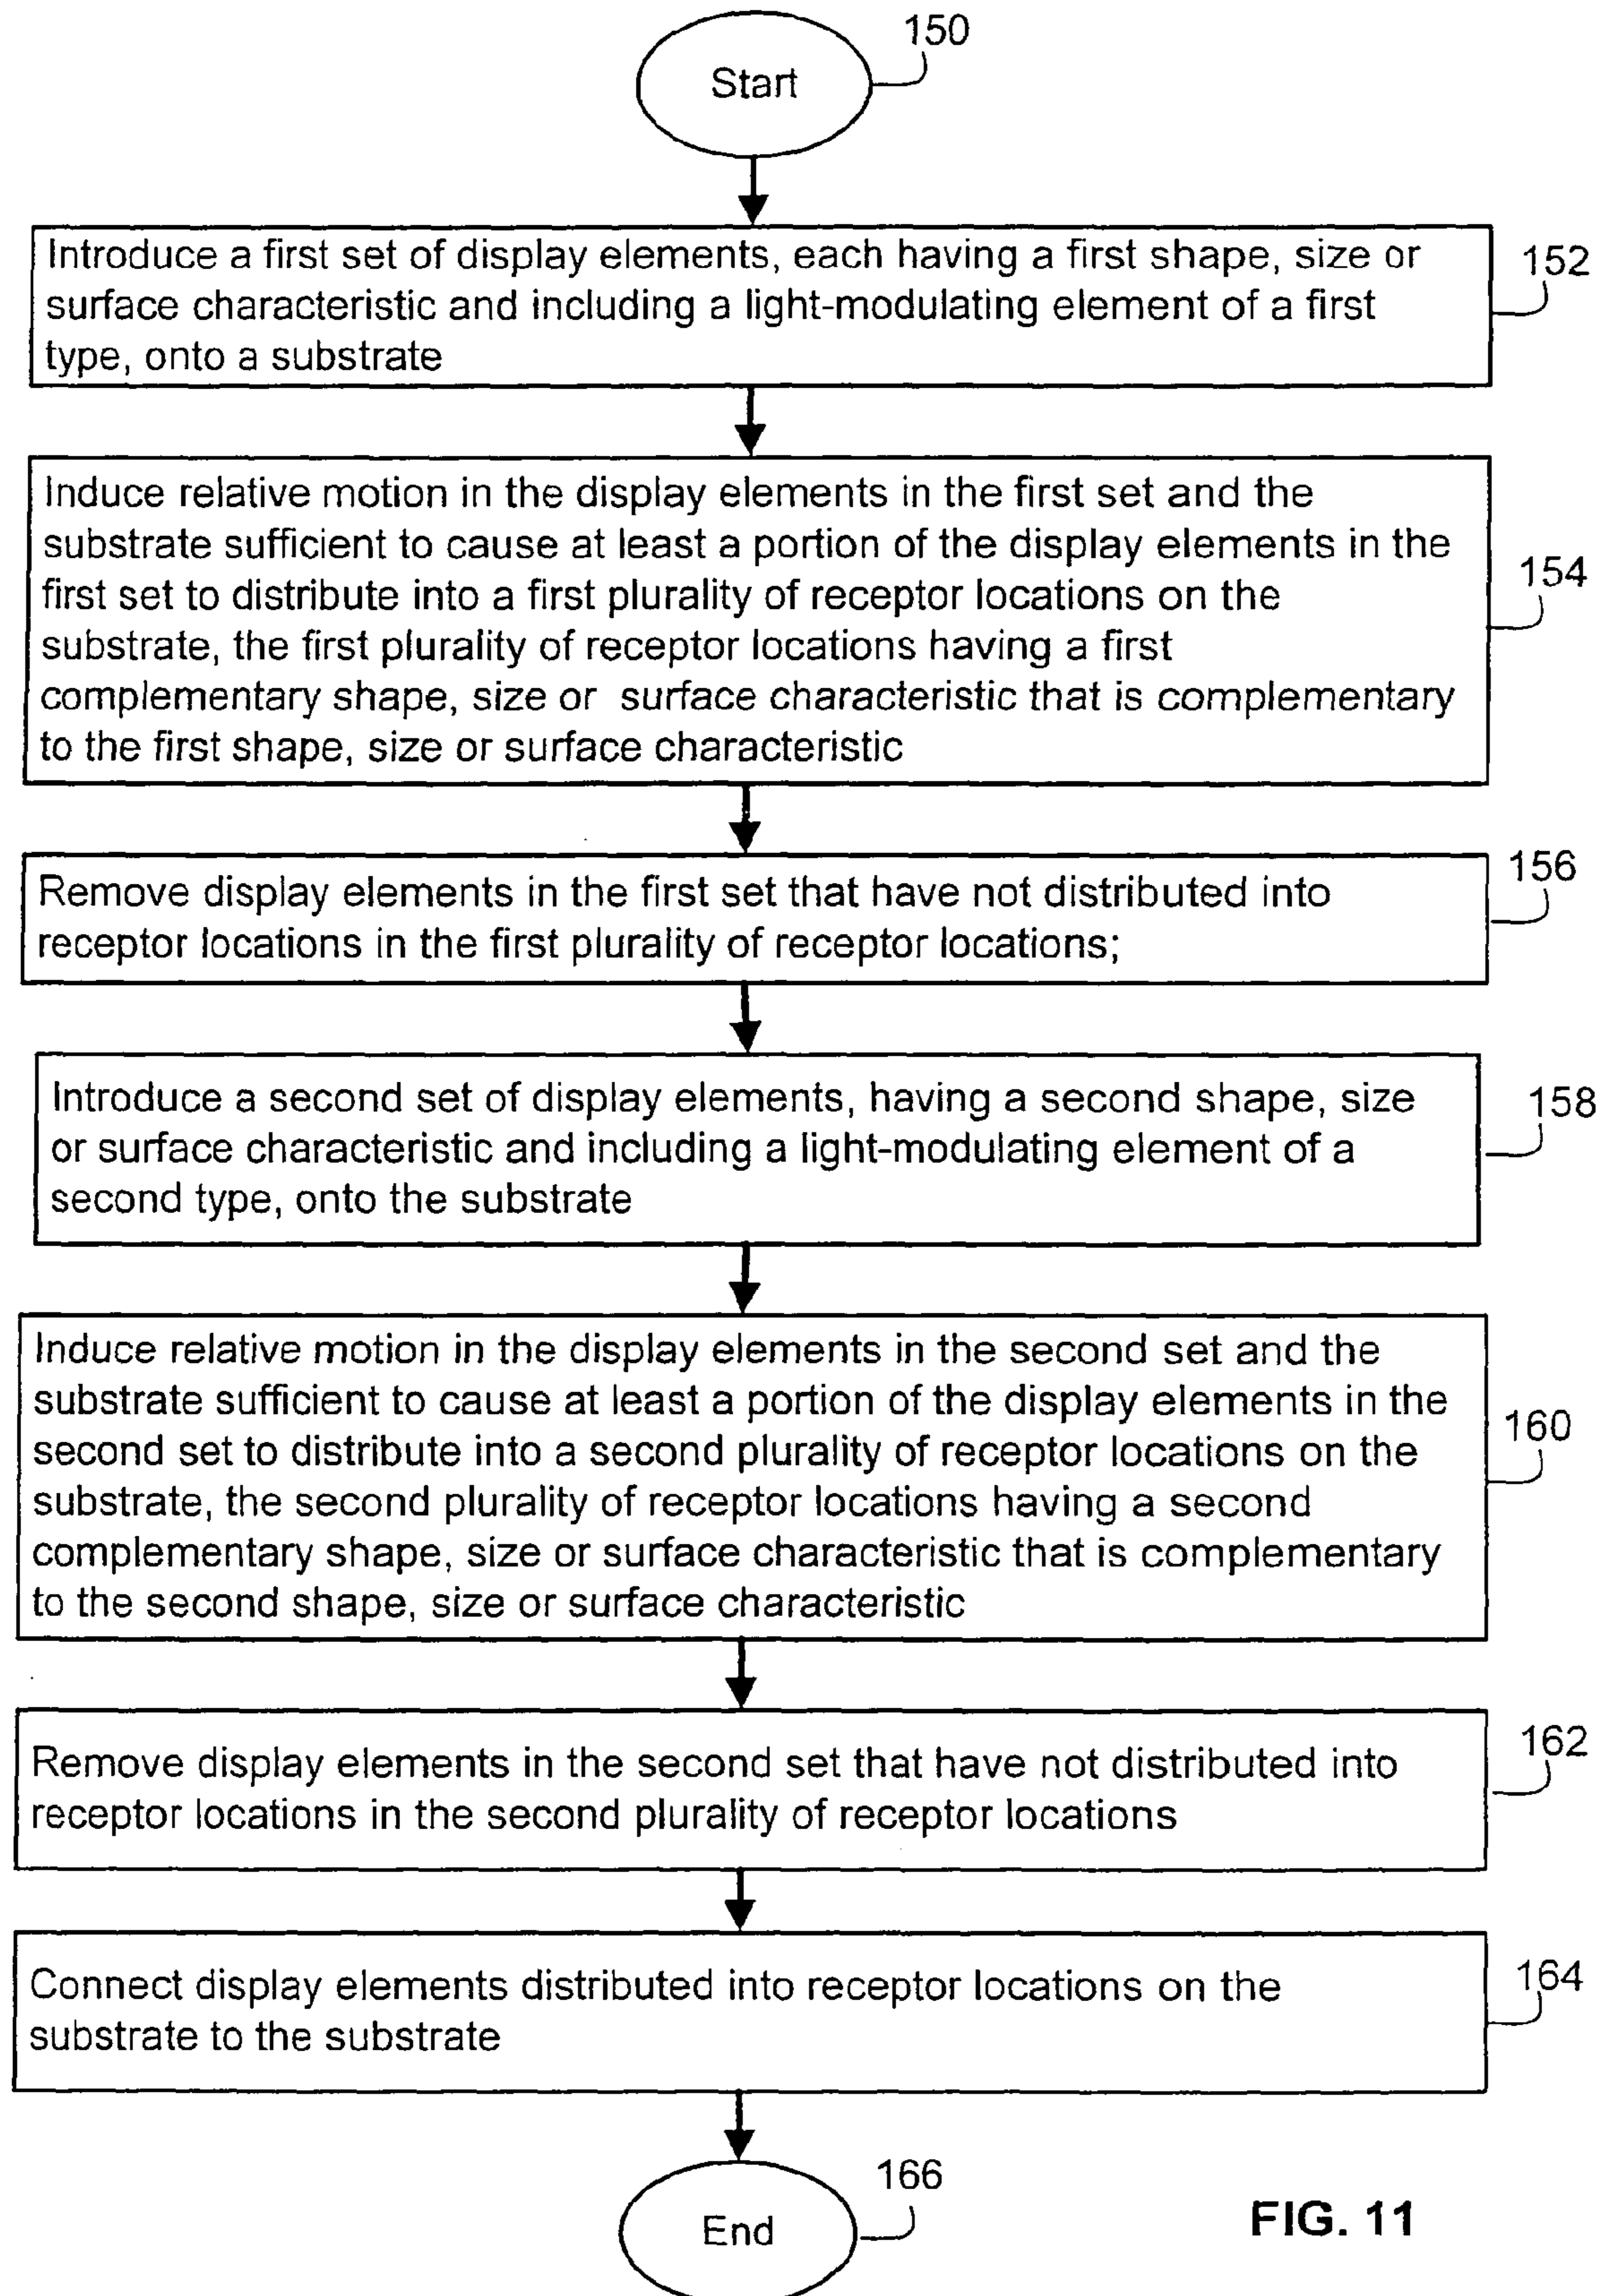 150
Start
Introduce a first set of display elements, each having a first shape, size or
surface characteristic and including a light-modulating element of a first
type, onto a substrate
152
Induce relative motion in the display elements in the first set and the
substrate sufficient to cause at least a portion of the display elements in the
first set to distribute into a first plurality of receptor locations on the
substrate, the first plurality of receptor locations having a first
complementary shape, size or surface characteristic that is complementary
to the first shape, size or surface characteristic
154
Remove display elements in the first set that have not distributed into
receptor locations in the first plurality of receptor locations;
156
Introduce a second set of display elements, having a second shape, size
or surface characteristic and including a light-modulating element of a
second type, onto the substrate
158
Induce relative motion in the display elements in the second set and the
substrate sufficient to cause at least a portion of the display elements in the
second set to distribute into a second plurality of receptor locations on the
substrate, the second plurality of receptor locations having a second
complementary shape, size or surface characteristic that is complementary
to the second shape, size or surface characteristic
160
Remove display elements in the second set that have not distributed into
receptor locations in the second plurality of receptor locations
162
Connect display elements distributed into receptor locations on the
substrate to the substrate
164
166
End
FIG. 11